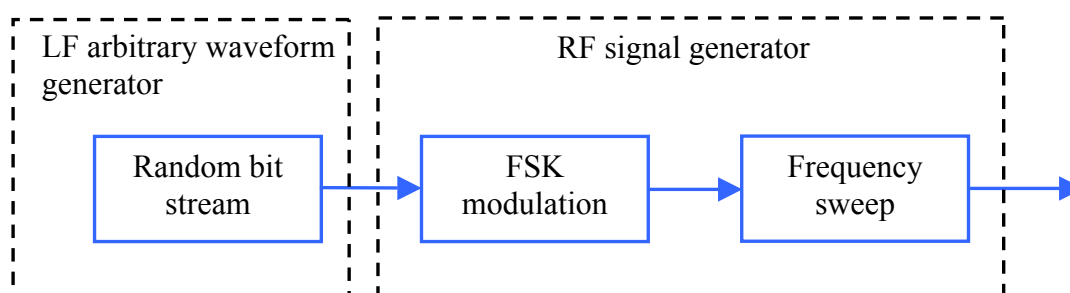 LF arbitrary waveform
generator
RF signal generator
Random bit
stream
FSK
modulation
Frequency
sweep